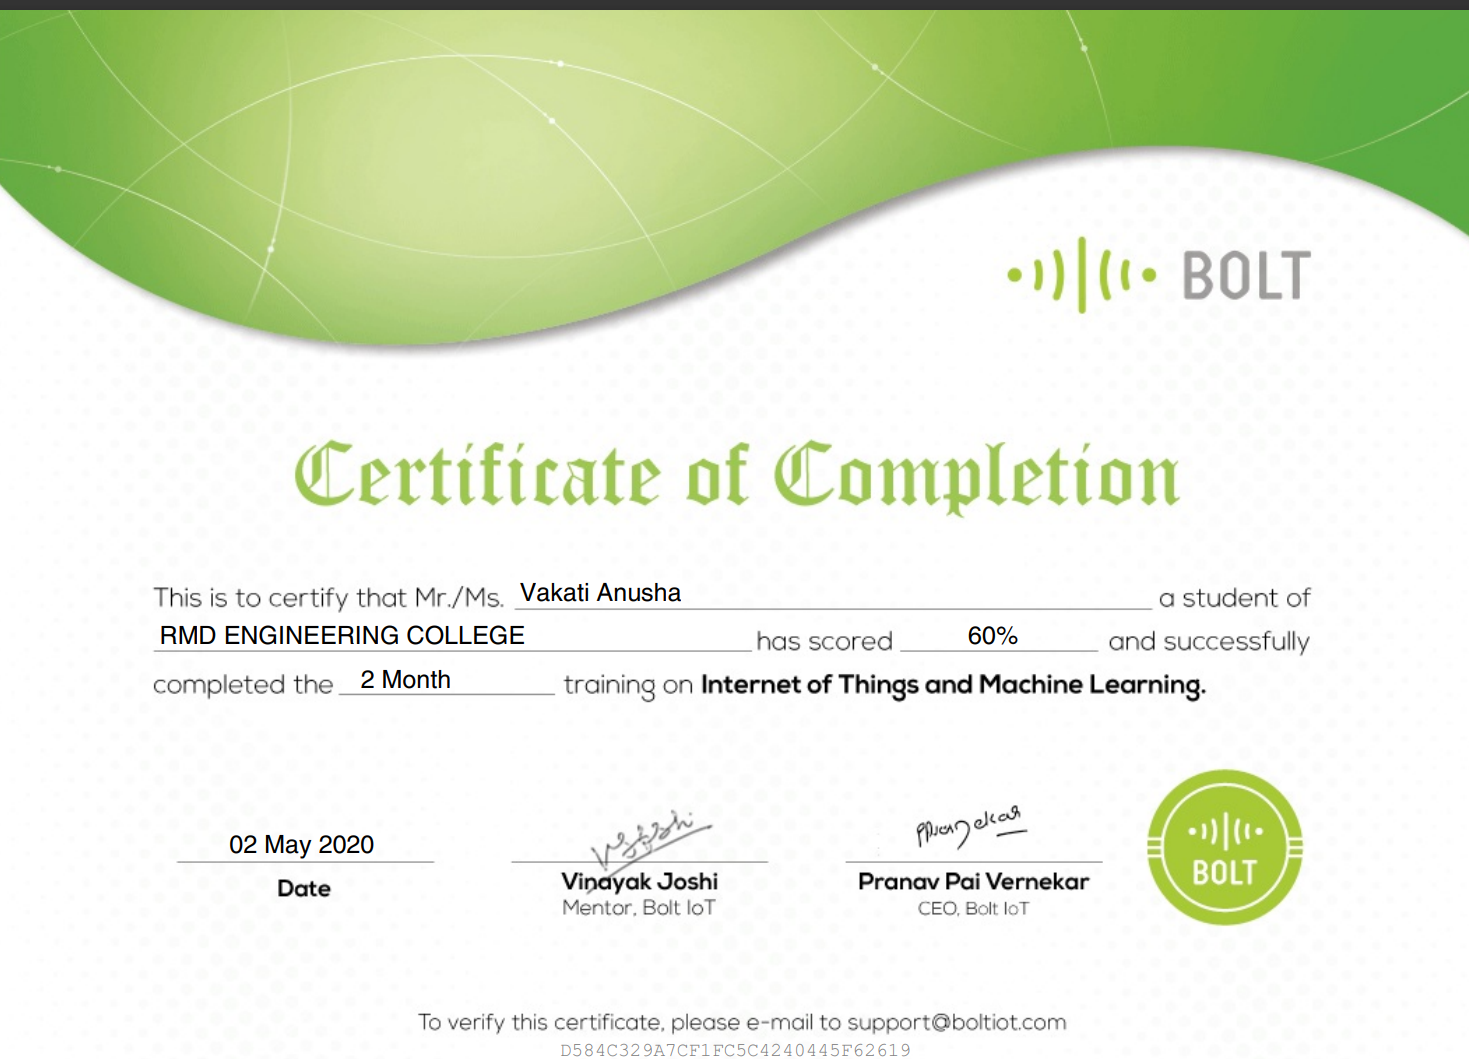 BOLT
Certificate of Completion
This is to certify that Mr./Ms. Vakati Anusha a student of
RMD ENGINEERING COLLEGE has scored 60% and successfully
completed the 2 Month training on Internet of Things and Machine Learning.
02 May 2020
Date
Vinayak Joshi
Mentor, Bolt IoT
Pranav Pai Vernekar
CEO, Bolt IoT
BOLT
To verify this certificate, please e-mail to support@boltiot.com
D584C329A7CF1FC5C4240445F62619